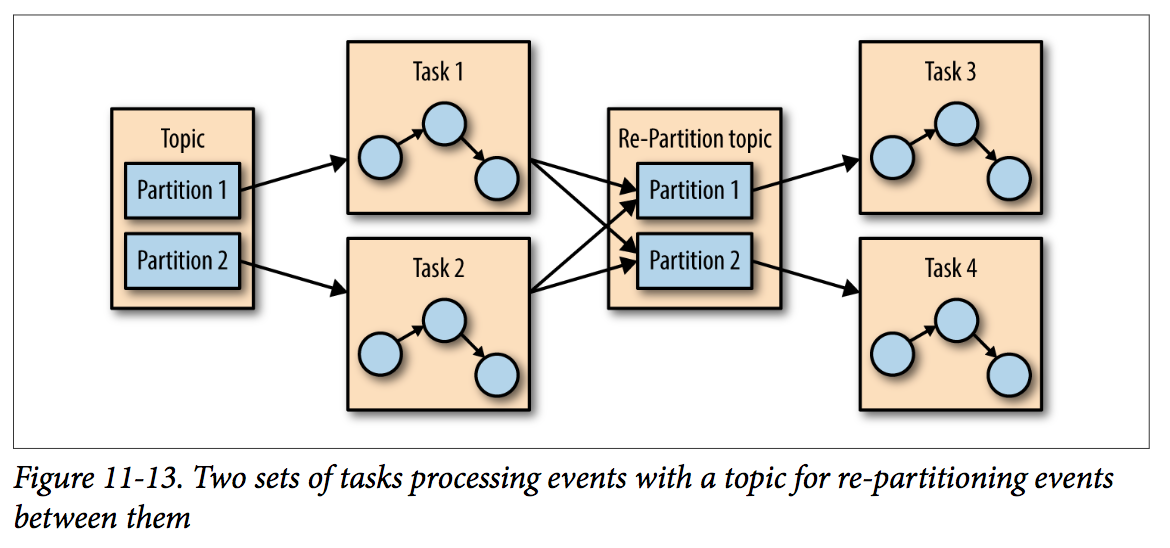 Topic
Partition 1
Partition 2
Task 1
Task 2
Re-Partition topic
Partition 1
Partition 2
Task 3
Task 4
Figure 11-13. Two sets of tasks processing events with a topic for re-partitioning events
between them